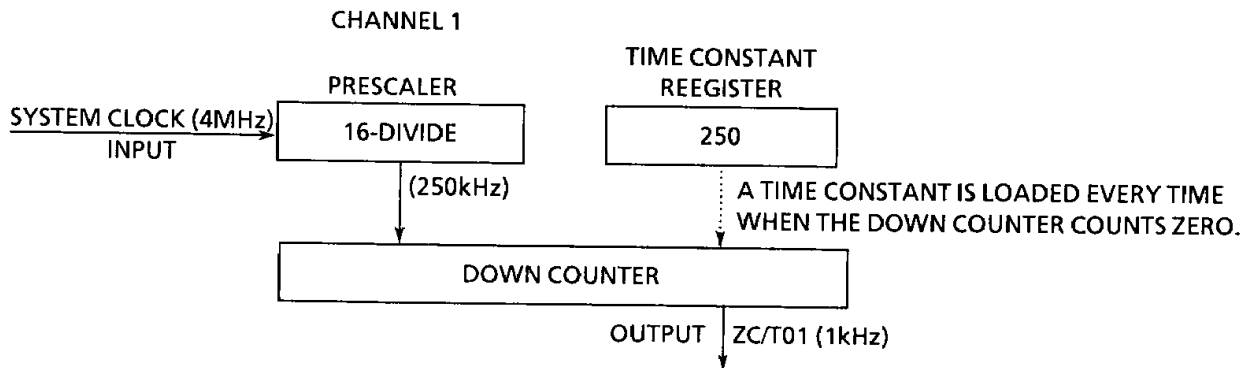 CHANNEL 1
PRESCALER
TIME CONSTANT
REEGISTER
SYSTEM CLOCK (4MHz)
INPUT
16-DIVIDE
250
(250kHz)
A TIME CONSTANT IS LOADED EVERY TIME
WHEN THE DOWN COUNTER COUNTS ZERO.
DOWN COUNTER
OUTPUT ZC/T01 (1kHz)